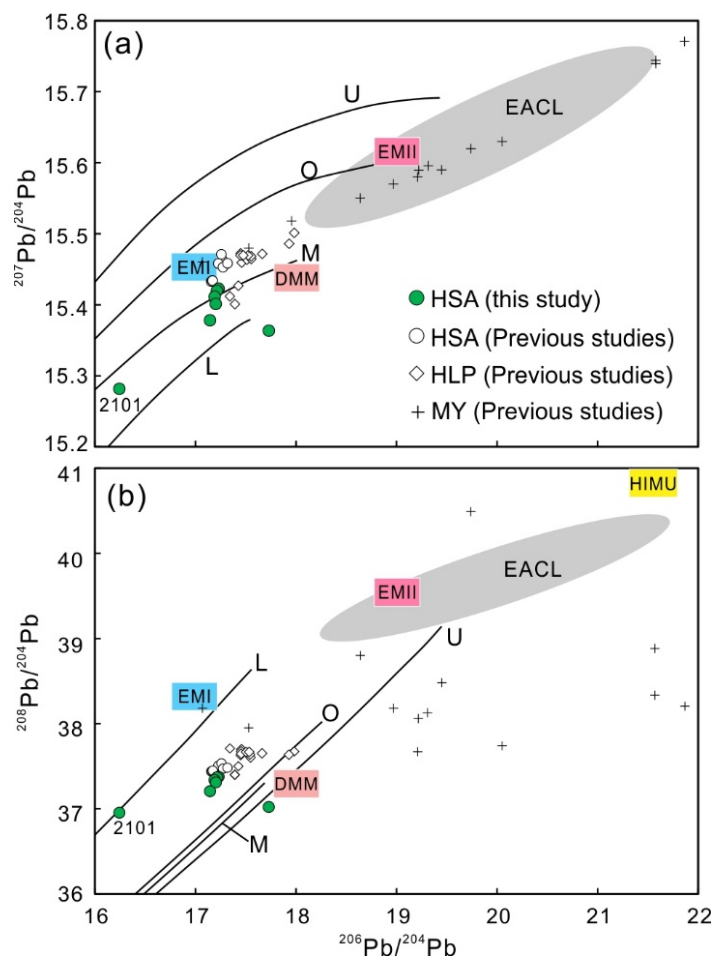 (a)
15.8
15.7
15.6
15.5
15.4
15.3
15.2
207Pb/204Pb
U
O
M
L
EACL
EMII
EMI
DMM
2101
HSA (this study)
HSA (Previous studies)
HLP (Previous studies)
MY (Previous studies)
(b)
41
40
39
38
37
36
208Pb/204Pb
HIMU
EACL
EMII
U
L
EMI
O
DMM
2101
M
16 17 18 19 20 21 22
206Pb/204Pb